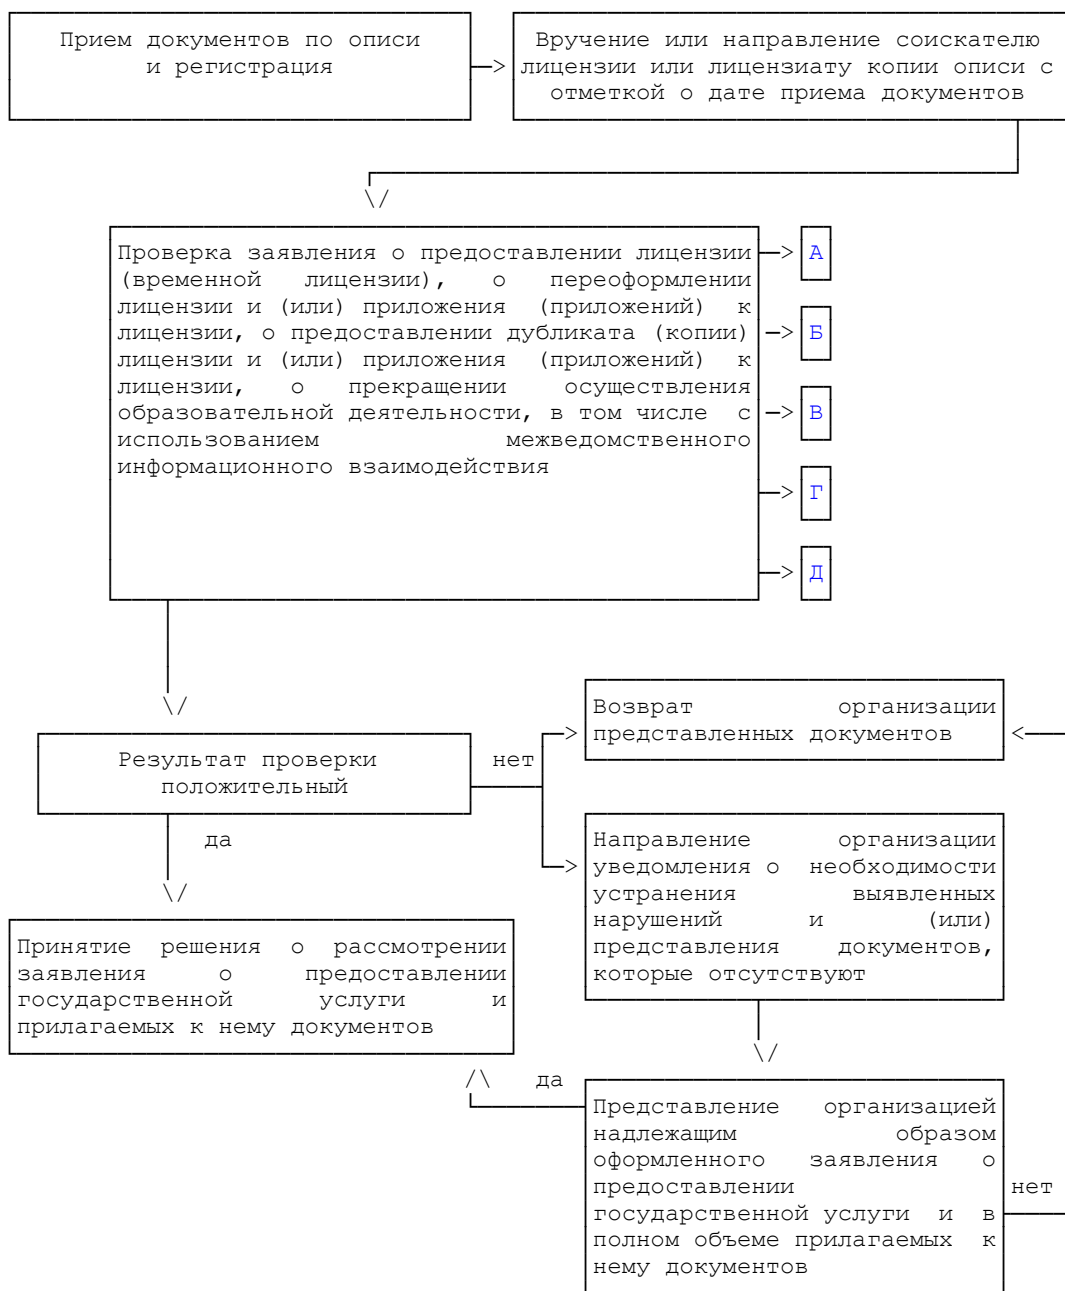 Прием документов по описи
и регистрация
Вручение или направление соискателю
лицензии или лицензиату копии описи с
отметкой о дате приема документов
Проверка заявления о предоставлении лицензии
(временной лицензии), о переоформлении
лицензии и (или) приложения (приложений) к
лицензии, о предоставлении дубликата (копии)
лицензии и (или) приложения (приложений) к
лицензии, о прекращении осуществления
образовательной деятельности, в том числе с
использованием межведомственного
информационного взаимодействия
А
Б
В
Г
Д
Результат проверки
положительный
нет
Возврат организации
представленных документов
да
Направление организации
уведомления о необходимости
устранения выявленных
нарушений и (или)
представления документов,
которые отсутствуют
Принятие решения о рассмотрении
заявления о предоставлении
государственной услуги и
прилагаемых к нему документов
да
Представление организацией
надлежащим образом
оформленного заявления о
предоставлении
государственной услуги и в
полном объеме прилагаемых к
нему документов
нет